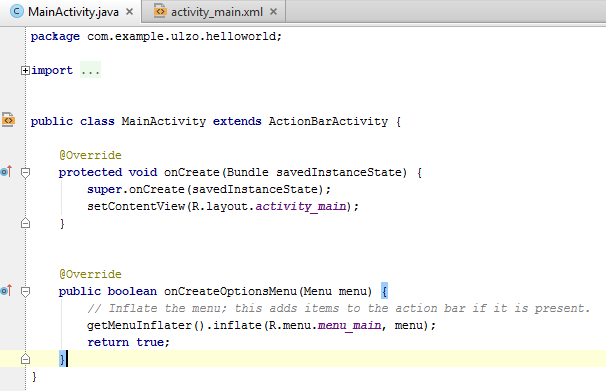 MainActivity.java × activity_main.xml ×
package com.example.ulzo.helloworld;
import ...
public class MainActivity extends ActionBarActivity {
@Override
protected void onCreate(Bundle savedInstanceState) {
super.onCreate(savedInstanceState);
setContentView(R.layout.activity_main);
}
@Override
public boolean onCreateOptionsMenu(Menu menu) {
// Inflate the menu; this adds items to the action bar if it is present.
getMenuInflater().inflate(R.menu.menu_main, menu);
return true;
}
}